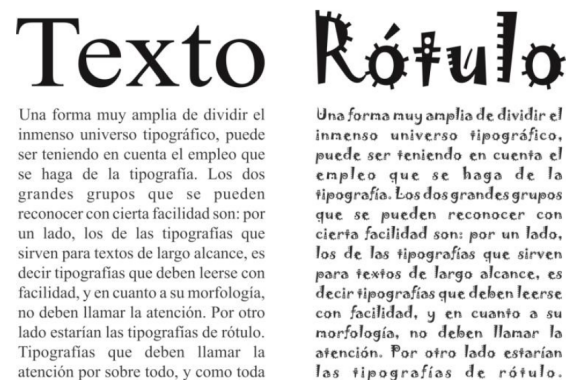 Texto
Una forma muy amplia de dividir el
inmenso universo tipográfico, puede
ser teniendo en cuenta el empleo que
se haga de la tipografía. Los dos
grandes grupos que se pueden
reconocer con cierta facilidad son: por
un lado, los de las tipografías que
sirven para textos de largo alcance, es
decir tipografías que deben leerse con
facilidad, y en cuanto a su morfología,
no deben llamar la atención. Por otro
lado estarían las tipografías de rótulo.
Tipografías que deben llamar la
atención por sobre todo, y como toda
Rótulo
Una forma muy amplia de dividir el
inmenso universo tipográfico,
puede ser teniendo en cuenta el
empleo que se haga de la
tipografía. Los dos grandes grupos
que se pueden reconocer con
cierta facilidad son: por un lado,
los de las tipografías que sirven
para textos de largo alcance, es
decir tipografías que deben leerse
con facilidad, y en cuanto a su
morfología, no deben llamar la
atención. Por otro lado estarían
las tipografías de rótulo.